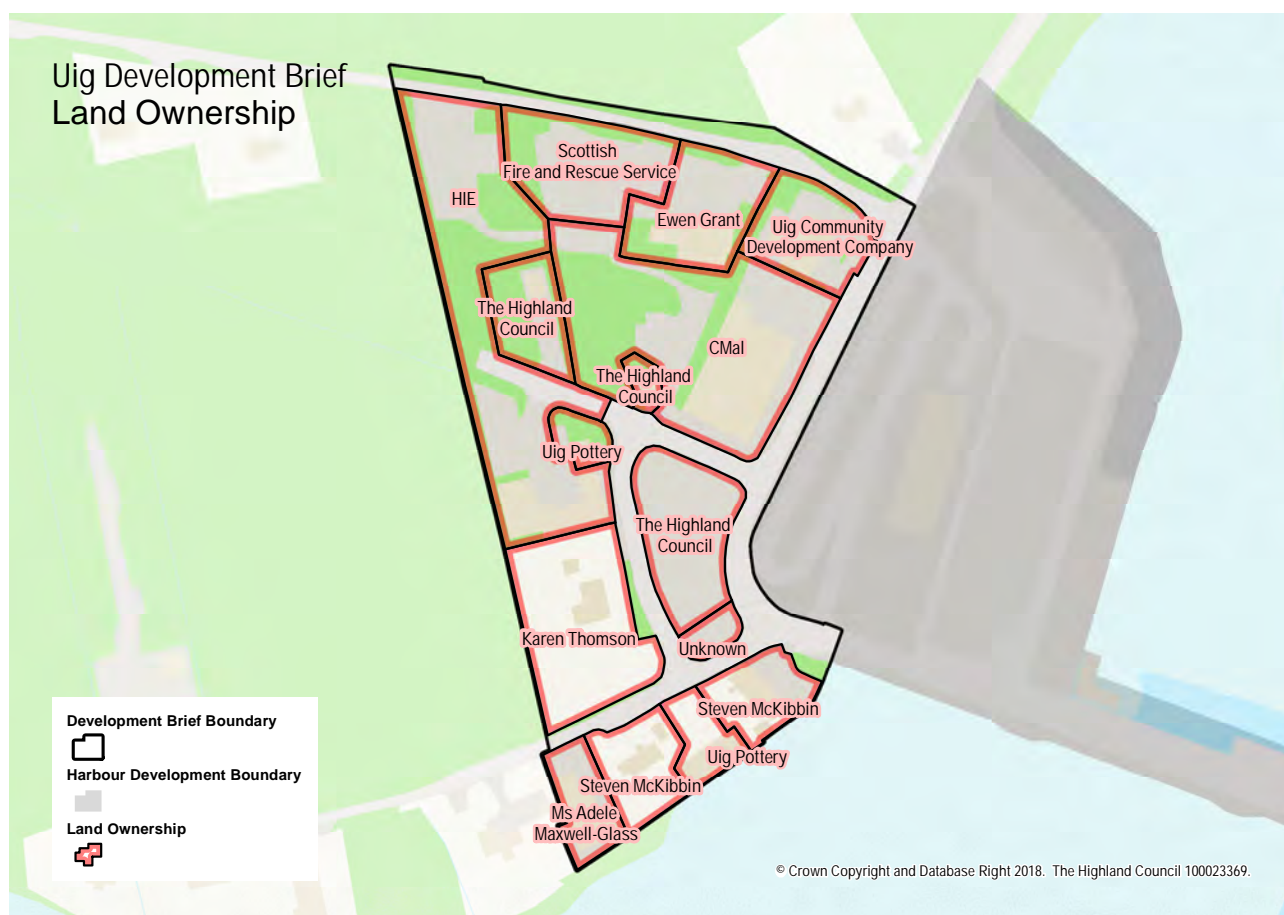 Uig Development Brief
Land Ownership
Scottish
Fire and Rescue Service
HIE
Ewen Grant
Uig Community
Development Company
The Highland
Council
CMal
The Highland
Council
Uig Pottery
The Highland
Council
Karen Thomson
Unknown
Steven McKibbin
Uig Pottery
Steven McKibbin
Ms Adele
Maxwell-Glass
Development Brief Boundary
Harbour Development Boundary
Land Ownership
© Crown Copyright and Database Right 2018. The Highland Council 100023369.